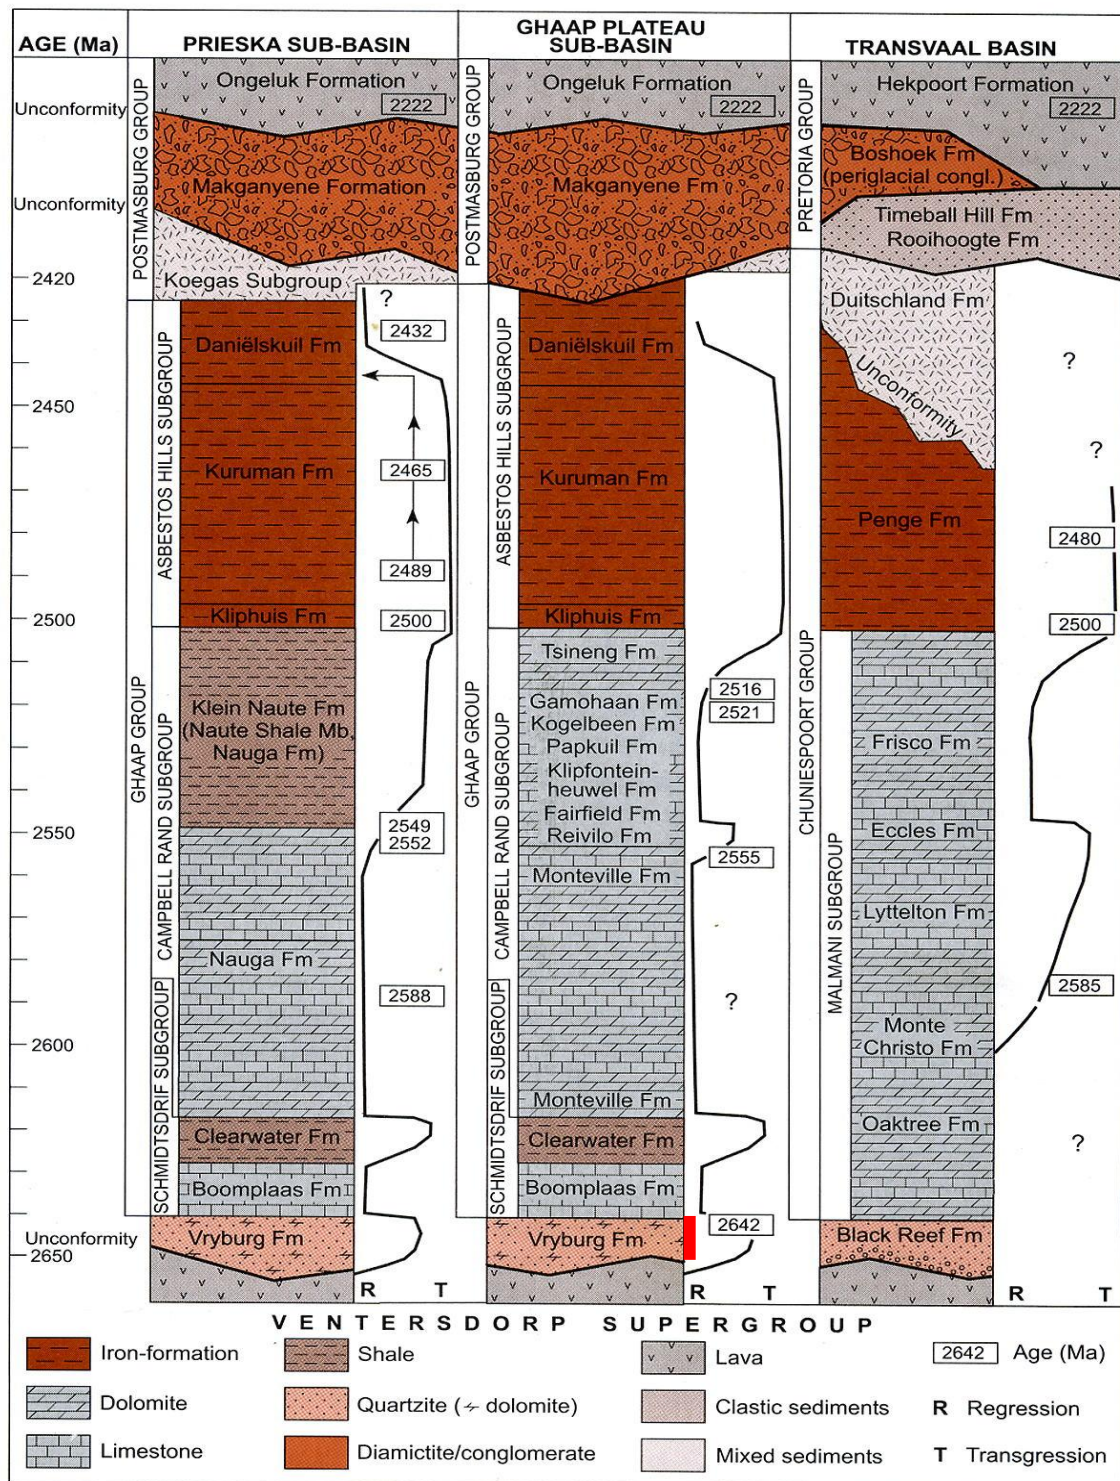 AGE (Ma)
PRIESKA SUB-BASIN
GHAAP PLATEAU
SUB-BASIN
TRANSVAAL BASIN
Unconformity
Unconformity
2420
2450
2500
2550
2600
Unconformity
2650
POSTMASBURG GROUP
GHAAP GROUP
ASBESTOS HILLS SUBGROUP
CAMPBELL RAND SUBGROUP
SCHMIDTSDRIF SUBGROUP
Ongeluk Formation
2222
Makganyene Formation
Koegas Subgroup
?
2432
Daniëlskuil Fm
Kuruman Fm
2465
2489
Kliphuis Fm
2500
Klein Naute Fm
(Naute Shale Mb,
Nauga Fm)
2549
2552
Nauga Fm
2588
Clearwater Fm
Boomplaas Fm
Vryburg Fm
R T
POSTMASBURG GROUP
GHAAP GROUP
ASBESTOS HILLS SUBGROUP
CAMPBELL RAND SUBGROUP
SCHMIDTSDRIF SUBGROUP
Ongeluk Formation
2222
Makganyene Fm
Daniëlskuil Fm
Kuruman Fm
Kliphuis Fm
Tsineng Fm
Gamohaan Fm
2516
Kogelbeen Fm
2521
Papkuil Fm
Klipfontein-
heuwel Fm
Fairfield Fm
Reivilo Fm
2555
Monteville Fm
?
Monteville Fm
Clearwater Fm
Boomplaas Fm
2642
Vryburg Fm
R T
PRETORIA GROUP
CHUNIESPOORT GROUP
MALMANI SUBGROUP
Hekpoort Formation
2222
Boshoek Fm
(periglacial congl.)
Timeball Hill Fm
Rooihoogte Fm
Duitschland Fm
Unconformity
?
?
Penge Fm
2480
2500
Frisco Fm
Eccles Fm
Lyttelton Fm
2585
Monte
Christo Fm
Oaktree Fm
?
Black Reef Fm
R T
VENTERSDORP SUPERGROUP
Iron-formation
Dolomite
Limestone
Shale
Quartzite ( dolomite)
Diamictite/conglomerate
Lava
Clastic sediments
Mixed sediments
2642 Age (Ma)
R Regression
T Transgression